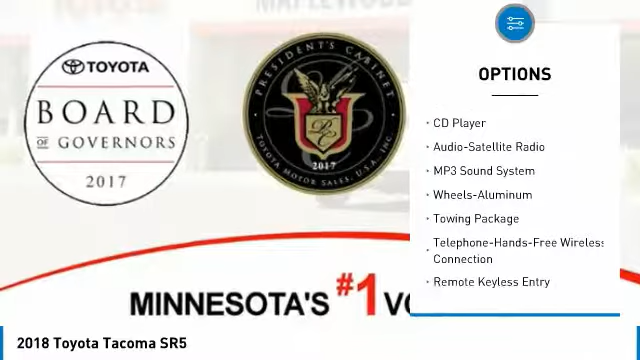 TOYOTA
BOARD
OF GOVERNORS
2017
PRESIDENT'S CABINET
2017
TOYOTA MOTOR SALES, U.S.A., INC.
MINNESOTA'S #1
OPTIONS
CD Player
Audio-Satellite Radio
MP3 Sound System
Wheels-Aluminum
Towing Package
Telephone-Hands-Free Wireless
Connection
Remote Keyless Entry
2018 Toyota Tacoma SR5